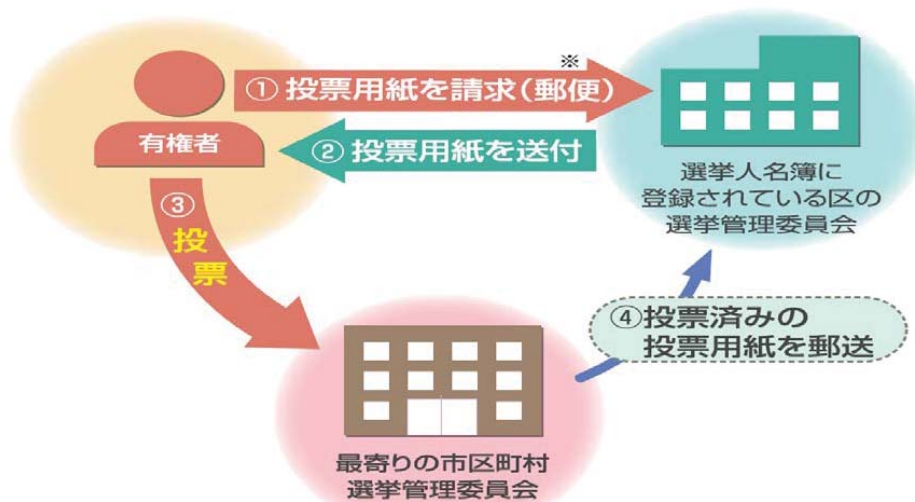 ※
①投票用紙を請求(郵便)
有権者
②投票用紙を送付
選挙人名簿に
登録されている区の
選挙管理委員会
③
投
票
④投票済みの
投票用紙を郵送
最寄りの市区町村
選挙管理委員会